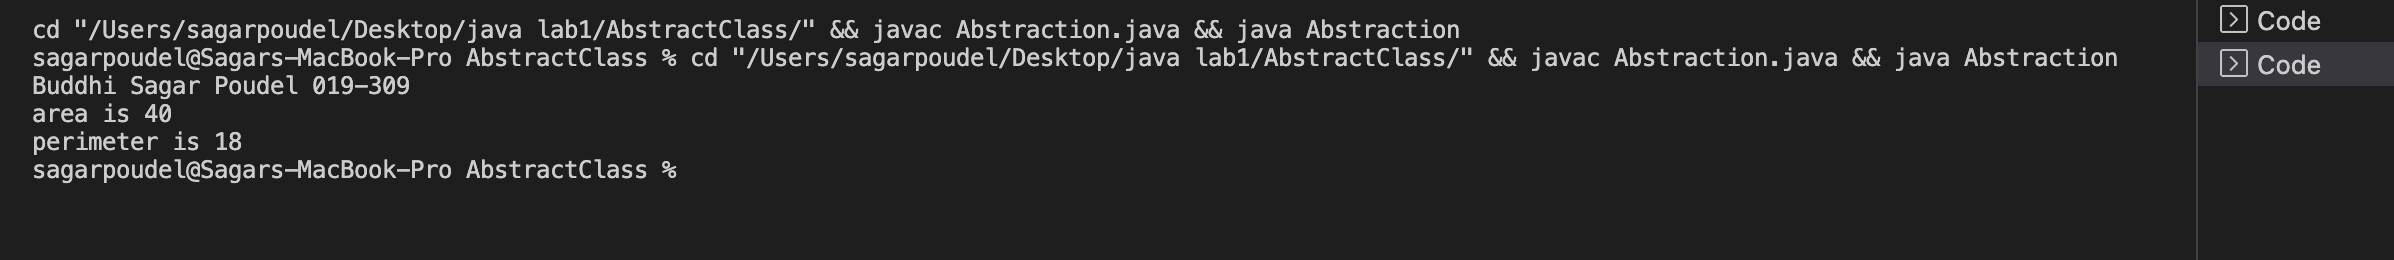 cd "/Users/sagarpoudel/Desktop/java lab1/AbstractClass/" && javac Abstraction.java && java Abstraction
sagarpoudel@Sagars-MacBook-Pro AbstractClass % cd "/Users/sagarpoudel/Desktop/java lab1/AbstractClass/" && javac Abstraction.java && java Abstraction
Buddhi Sagar Poudel 019-309
area is 40
perimeter is 18
sagarpoudel@Sagars-MacBook-Pro AbstractClass %
Code
Code